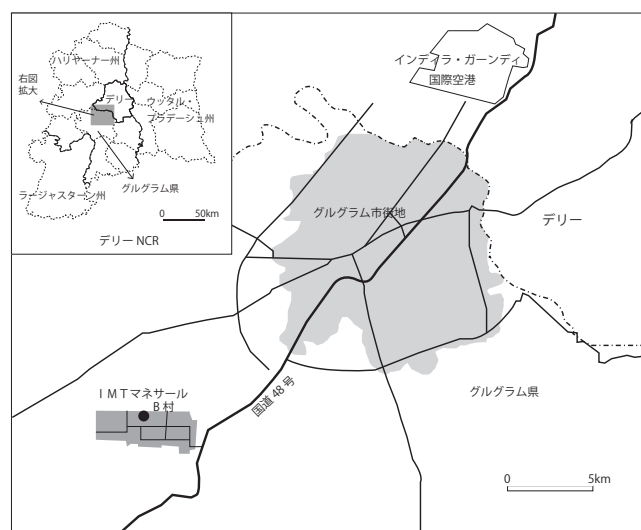 ハリヤーナー州
右図
拡大
デリー
ウッタル・
プラデーシュ州
グルグラム県
ラージャスターン州
0 50km
デリー NCR
インディラ・ガーンディ
国際空港
グルグラム市街地
デリー
ＩＭＴマネサール
B 村
国道 48 号
グルグラム県
0 5km